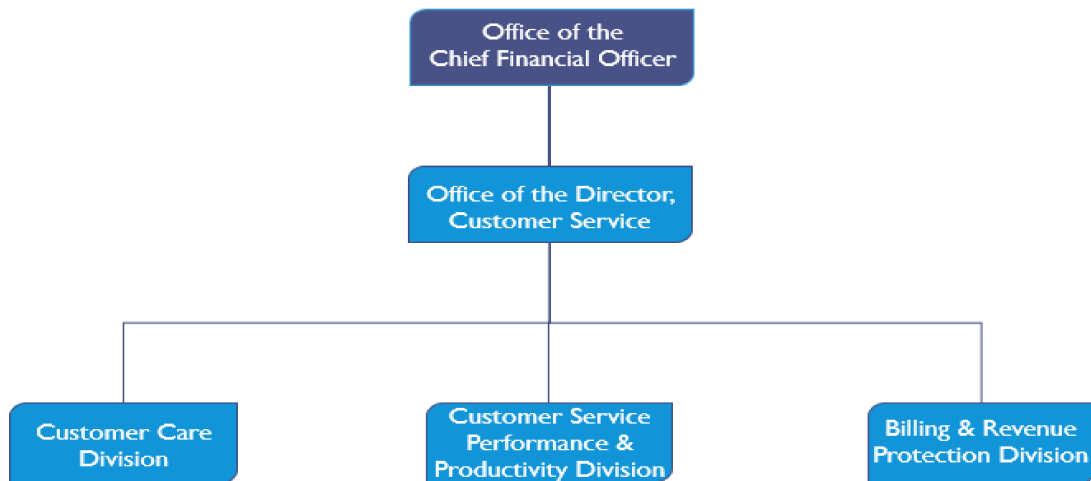 Office of the
Chief Financial Officer
Office of the Director,
Customer Service
Customer Care
Division
Customer Service
Performance &
Productivity Division
Billing & Revenue
Protection Division